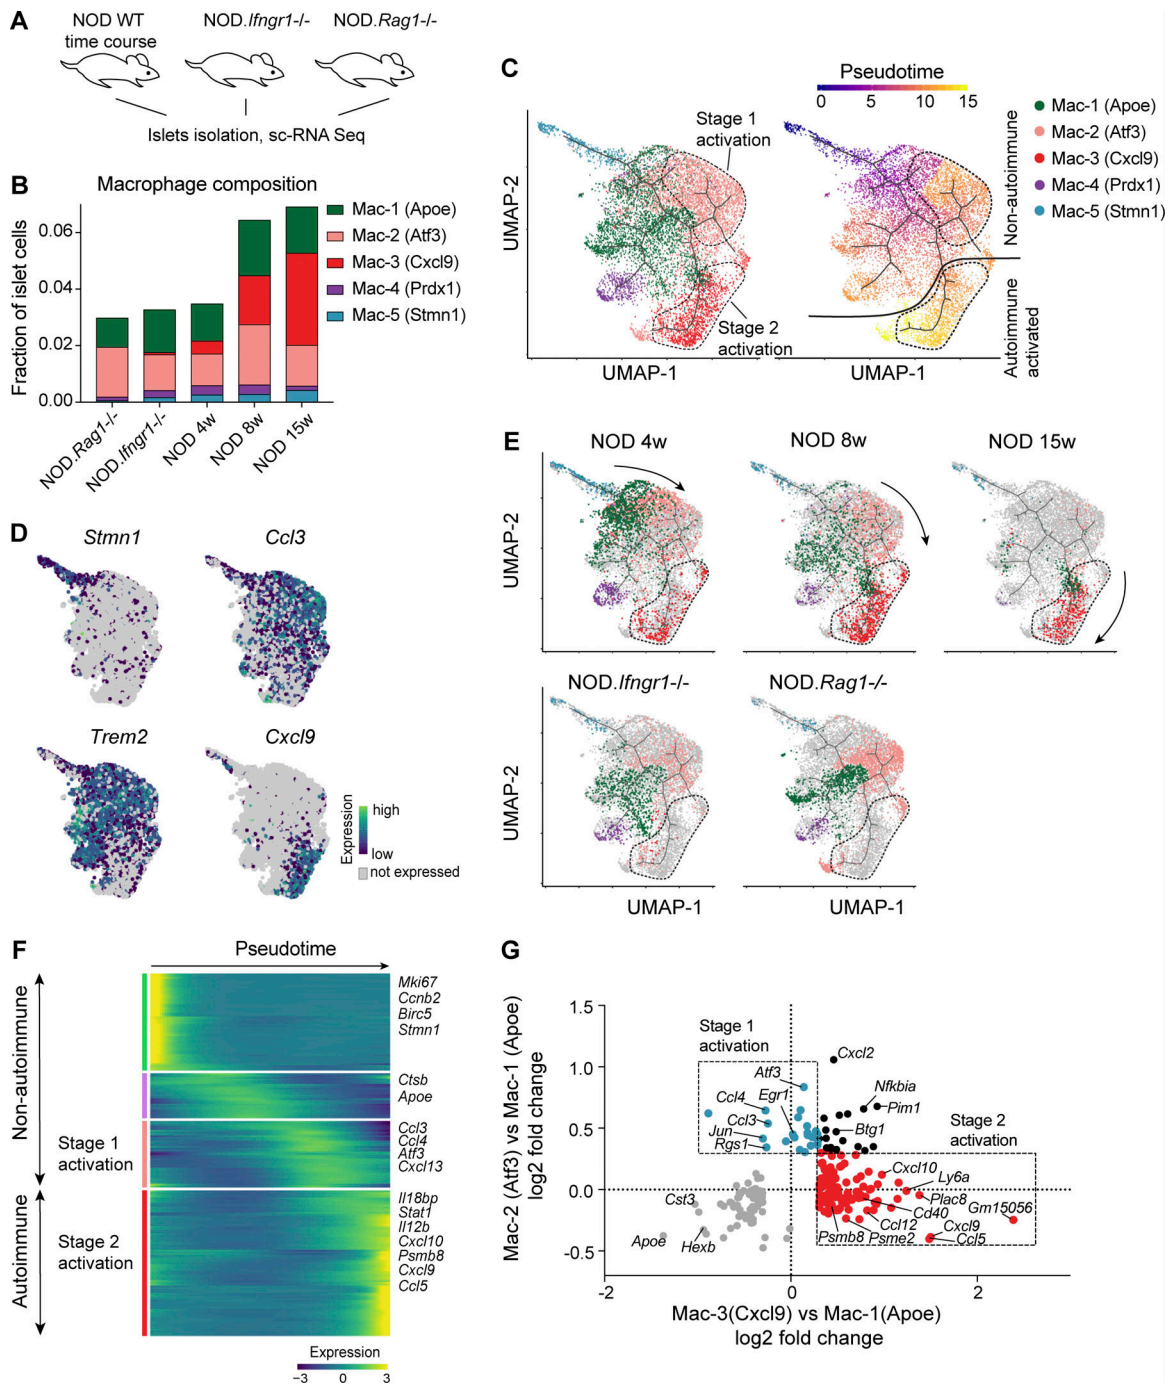 A
NOD WT
time course
NOD.Ifngr1-/-
NOD.Rag1-/-
Islets isolation, sc-RNA Seq
B
Macrophage composition
Fraction of islet cells
0.06
0.04
0.02
0.00
NOD.Rag1-/-
NOD.Ifngr1-/-
NOD 4w
NOD 8w
NOD 15w
Mac-1 (Apoe)
Mac-2 (Atf3)
Mac-3 (Cxcl9)
Mac-4 (Prdx1)
Mac-5 (Stmn1)
C
Pseudotime
0 5 10 15
Stage 1
activation
Stage 2
activation
UMAP-2
UMAP-1
UMAP-1
Non-autoimmune
Autoimmune
activated
Mac-1 (Apoe)
Mac-2 (Atf3)
Mac-3 (Cxcl9)
Mac-4 (Prdx1)
Mac-5 (Stmn1)
D
Stmn1
Ccl3
Trem2
Cxcl9
Expression
high
low
not expressed
E
NOD 4w
NOD 8w
NOD 15w
UMAP-2
NOD.Ifngr1-/-
NOD.Rag1-/-
UMAP-2
UMAP-1
UMAP-1
F
Pseudotime
Non-autoimmune
Stage 1
activation
Autoimmune
Stage 2
activation
Mki67
Ccnb2
Birc5
Stmn1
Ctsb
Apoe
Ccl3
Ccl4
Atf3
Cxcl13
Il18bp
Stat1
Il12b
Cxcl10
Psmb8
Cxcl9
Ccl5
Expression
−3 0 3
G
Mac-2 (Atf3) vs Mac-1 (Apoe)
log2 fold change
1.5
1.0
0.5
0.0
-0.5
-2 0 2
Mac-3(Cxcl9) vs Mac-1(Apoe)
log2 fold change
Stage 1
activation
Stage 2
activation
Cxcl2
Atf3
Egr1
Ccl4
Ccl3
Jun
Rgs1
Nfkbia
Pim1
Btg1
Cxcl10
Ly6a
Plac8
Gm15056
Cd40
Ccl12
Cxcl9
Psmb8
Psme2
Ccl5
Cst3
Apoe
Hexb